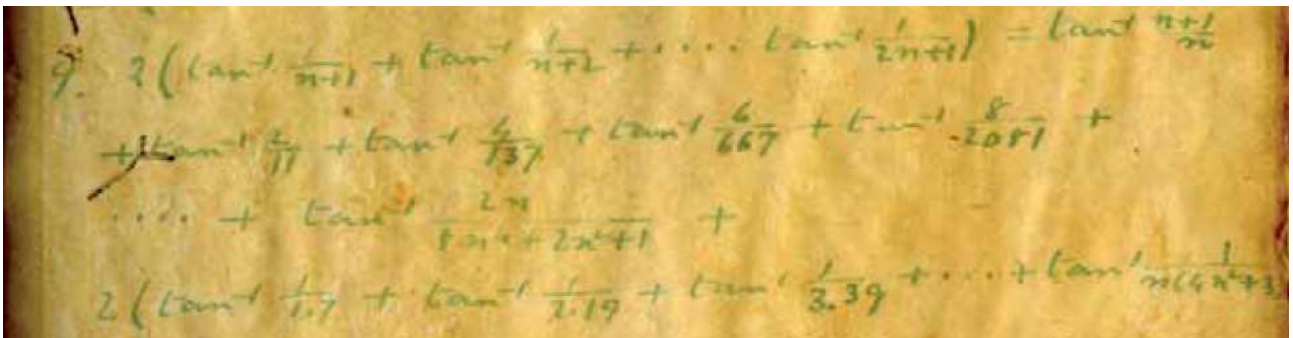 9. 2(tan⁻¹ 1/(n+1) + tan⁻¹ 1/(n+2) + .... tan⁻¹ 1/(2n+1)) = tan⁻¹ (n+1)/n
+ tan⁻¹ 2/11 + tan⁻¹ 4/137 + tan⁻¹ 6/667 + tan⁻¹ 8/2081 +
.... + tan⁻¹ 2n/(8n⁴+2n²+1) +
2(tan⁻¹ 1/1.7 + tan⁻¹ 1/2.19 + tan⁻¹ 1/3.39 + .... + tan⁻¹ 1/n(4n²+3